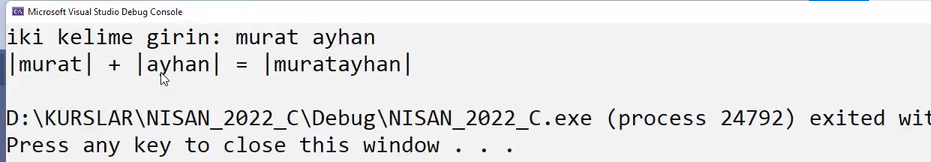 Microsoft Visual Studio Debug Console
iki kelime girin: murat ayhan
|murat| + |ayhan| = |muratayhan|
D:\KURSLAR\NISAN_2022_C\Debug\NISAN_2022_C.exe (process 24792) exited wit
Press any key to close this window . . .